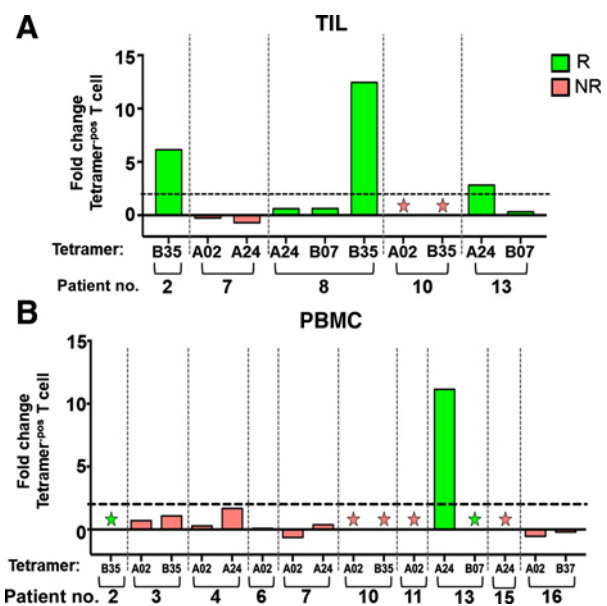 A
TIL
R
NR
Fold change
Tetramer-pos T cell
15
10
5
0
Tetramer: B35 A02 A24 A24 B07 B35 A02 B35 A24 B07
Patient no. 2 7 8 10 13
B
PBMC
Fold change
Tetramer-pos T cell
15
10
5
0
Tetramer: B35 A02 B35 A02 A24 A02 A02 A24 A02 B35 A02 A24 B07 A24 A02 B37
Patient no. 2 3 4 6 7 10 11 13 15 16